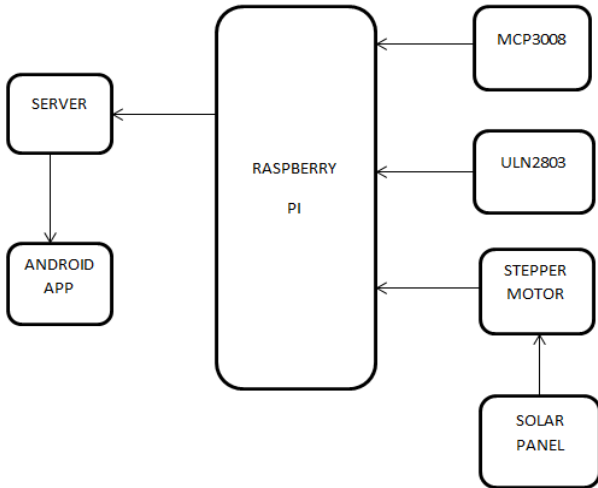 MCP3008
SERVER
RASPBERRY
PI
ULN2803
ANDROID
APP
STEPPER
MOTOR
SOLAR
PANEL